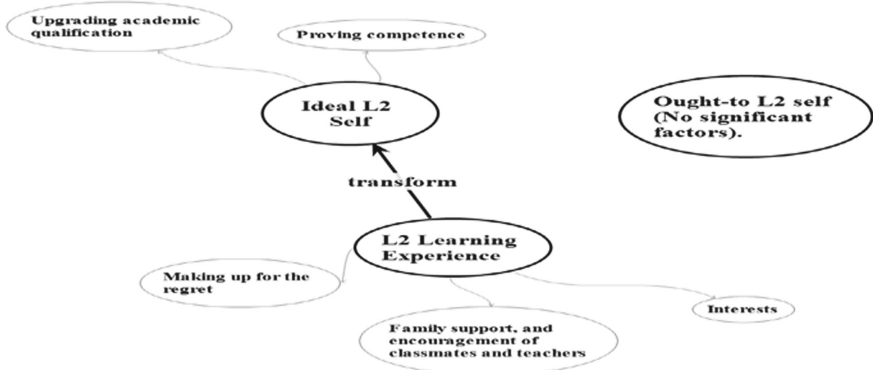 Upgrading academic
qualification
Proving competence
Ideal L2
Self
Ought-to L2 self
(No significant
factors).
transform
L2 Learning
Experience
Making up for the
regret
Interests
Family support, and
encouragement of
classmates and teachers